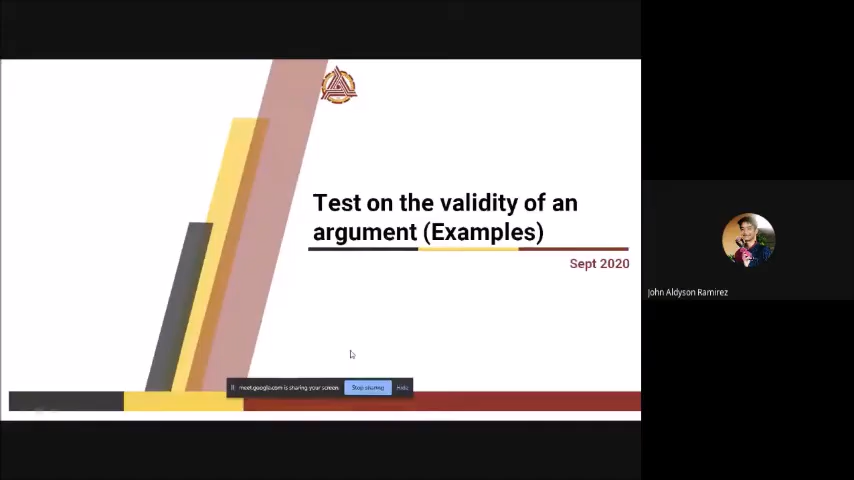 Test on the validity of an
argument (Examples)
Sept 2020
John Aldyson Ramirez
meet.google.com is sharing your screen.
Stop sharing
Hide